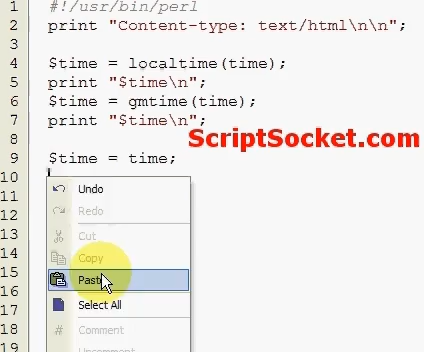 1 #!/usr/bin/perl
2 print "Content-type: text/html\n\n";
3
4 $time = localtime(time);
5 print "$time\n";
6 $time = gmtime(time);
7 print "$time\n";
8 ScriptSocket.com
9 $time = time;
10
11 Undo
12 Redo
13 Cut
14 Copy
15 Paste
16 Select All
17
18 # Comment
19 Uncomment